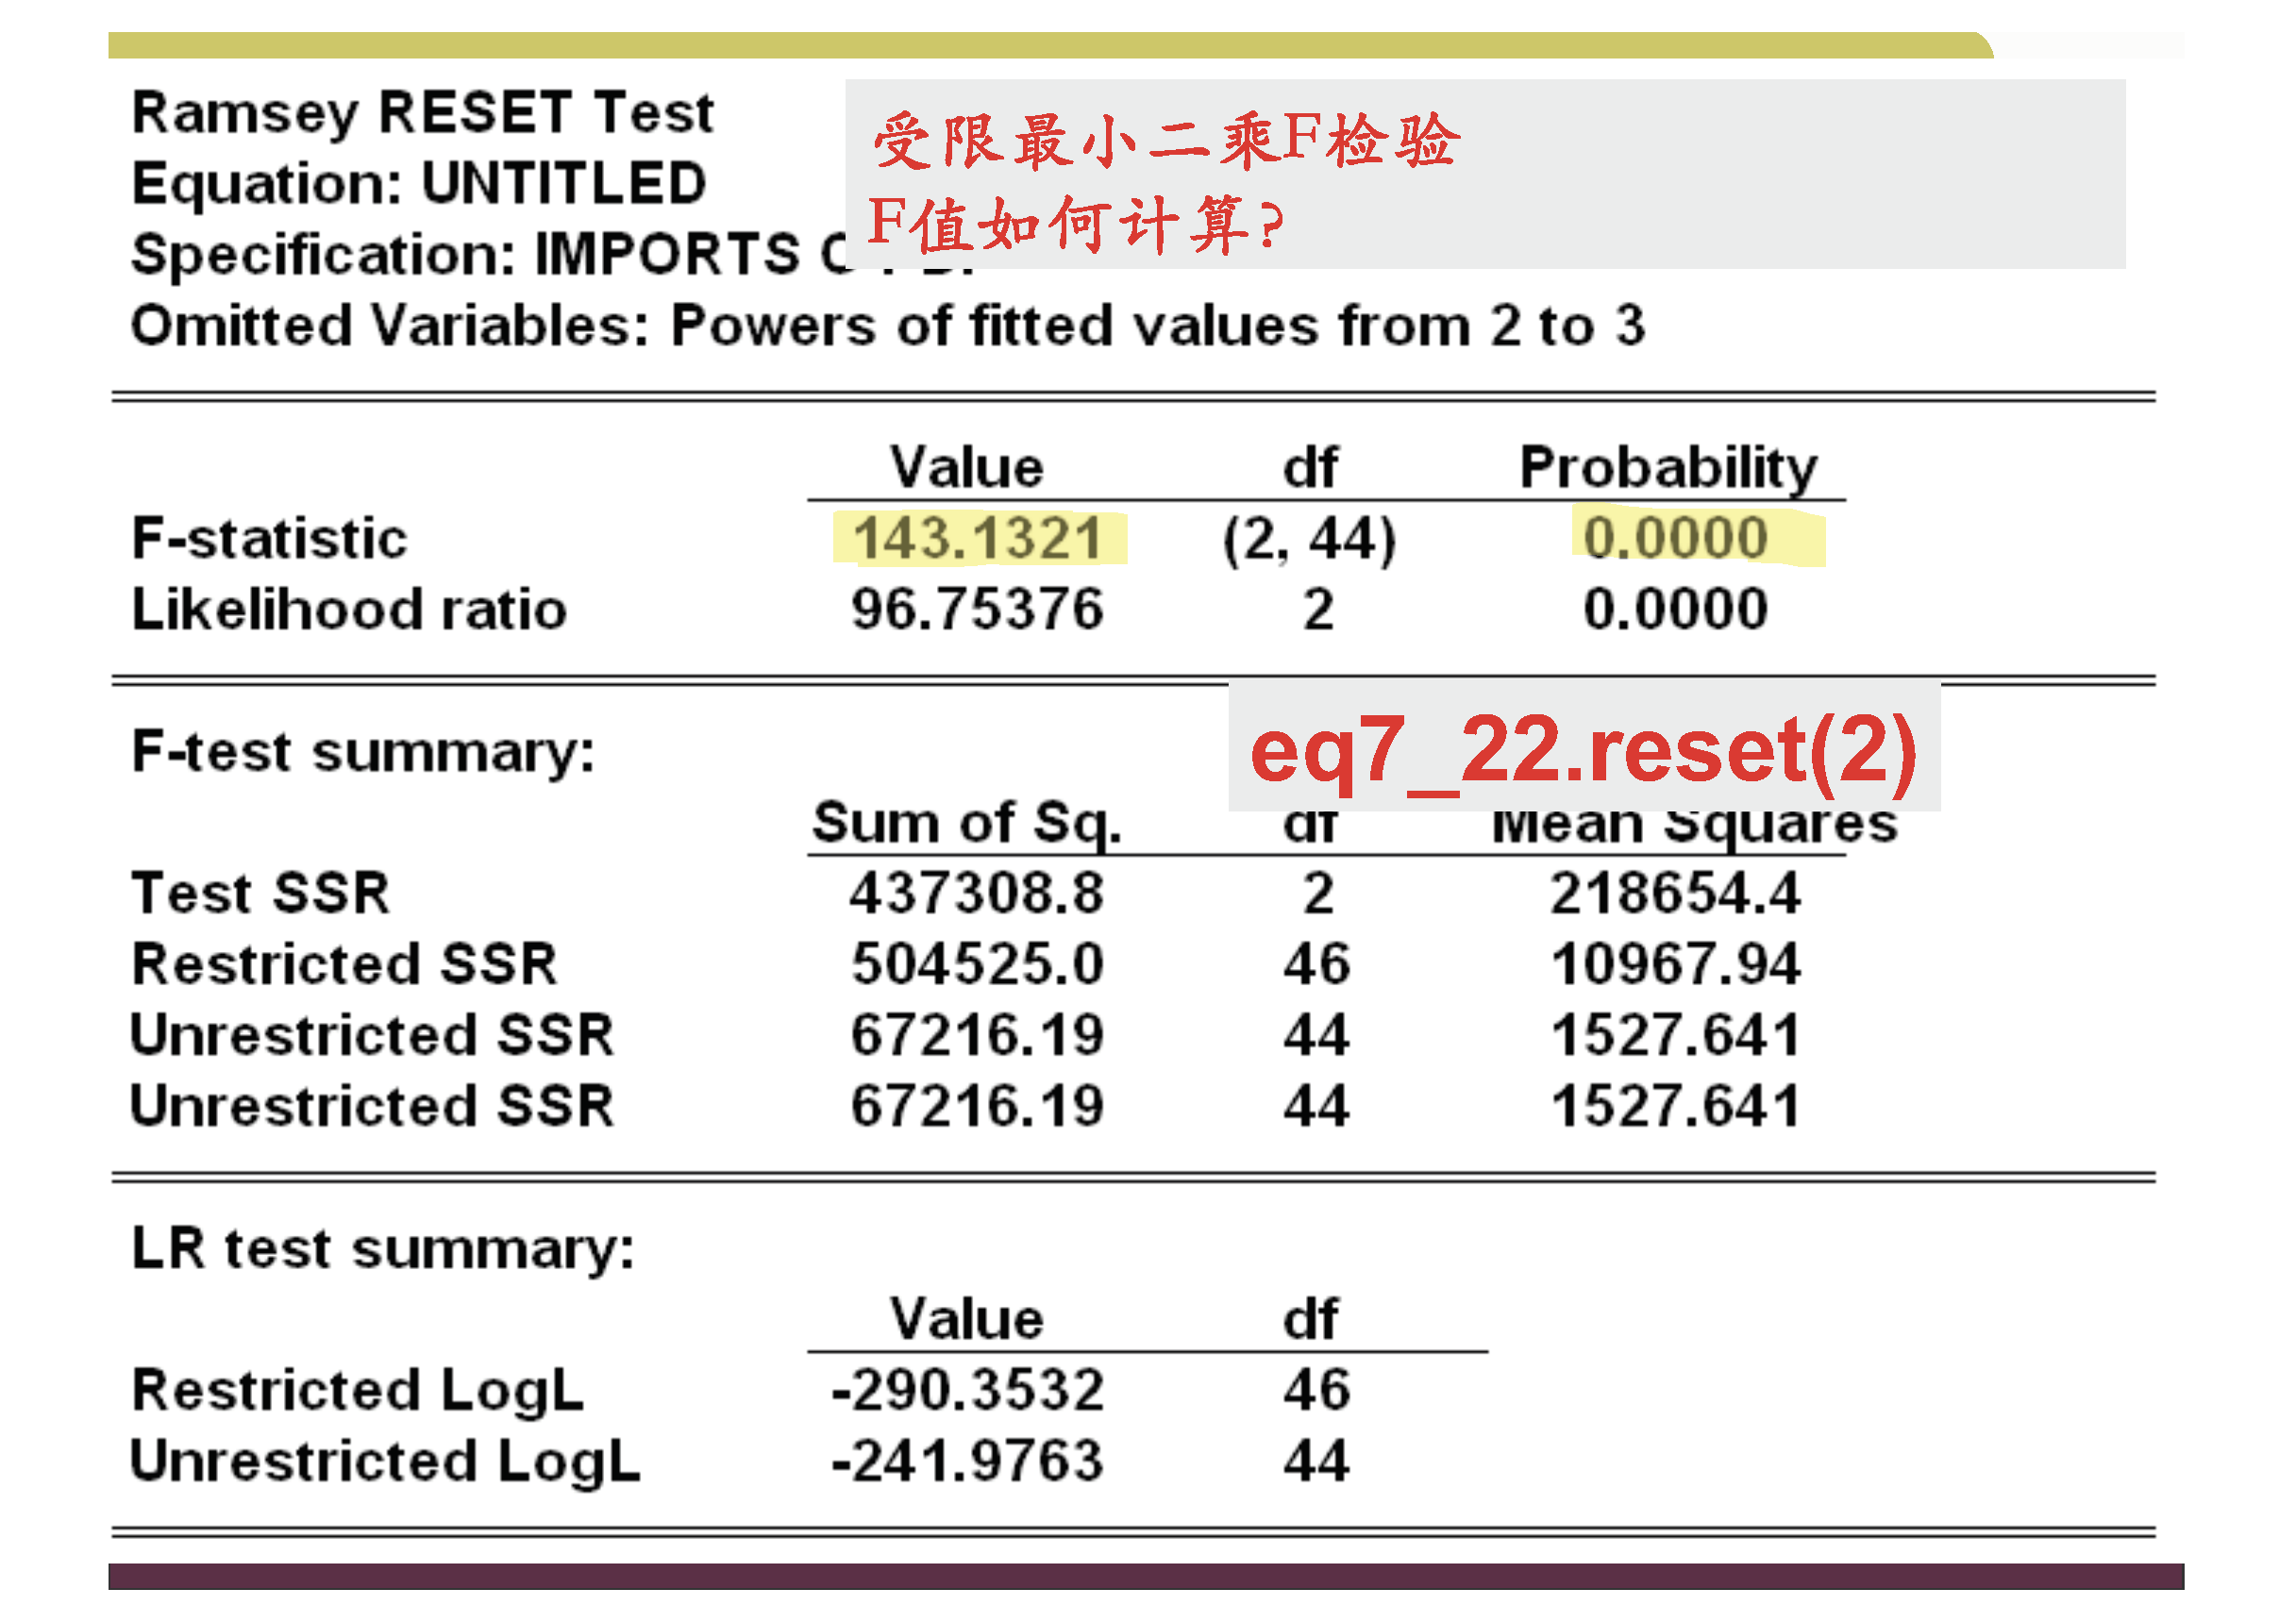 Ramsey RESET Test
受限最小二乘F检验
Equation: UNTITLED
F值如何计算?
Specification: IMPORTS C
Omitted Variables: Powers of fitted values from 2 to 3
Value df Probability
F-statistic 143.1321 (2, 44) 0.0000
Likelihood ratio 96.75376 2 0.0000
F-test summary:
eq7_22.reset(2)
Sum of Sq. df Mean Squares
Test SSR 437308.8 2 218654.4
Restricted SSR 504525.0 46 10967.94
Unrestricted SSR 67216.19 44 1527.641
Unrestricted SSR 67216.19 44 1527.641
LR test summary:
Value df
Restricted LogL -290.3532 46
Unrestricted LogL -241.9763 44